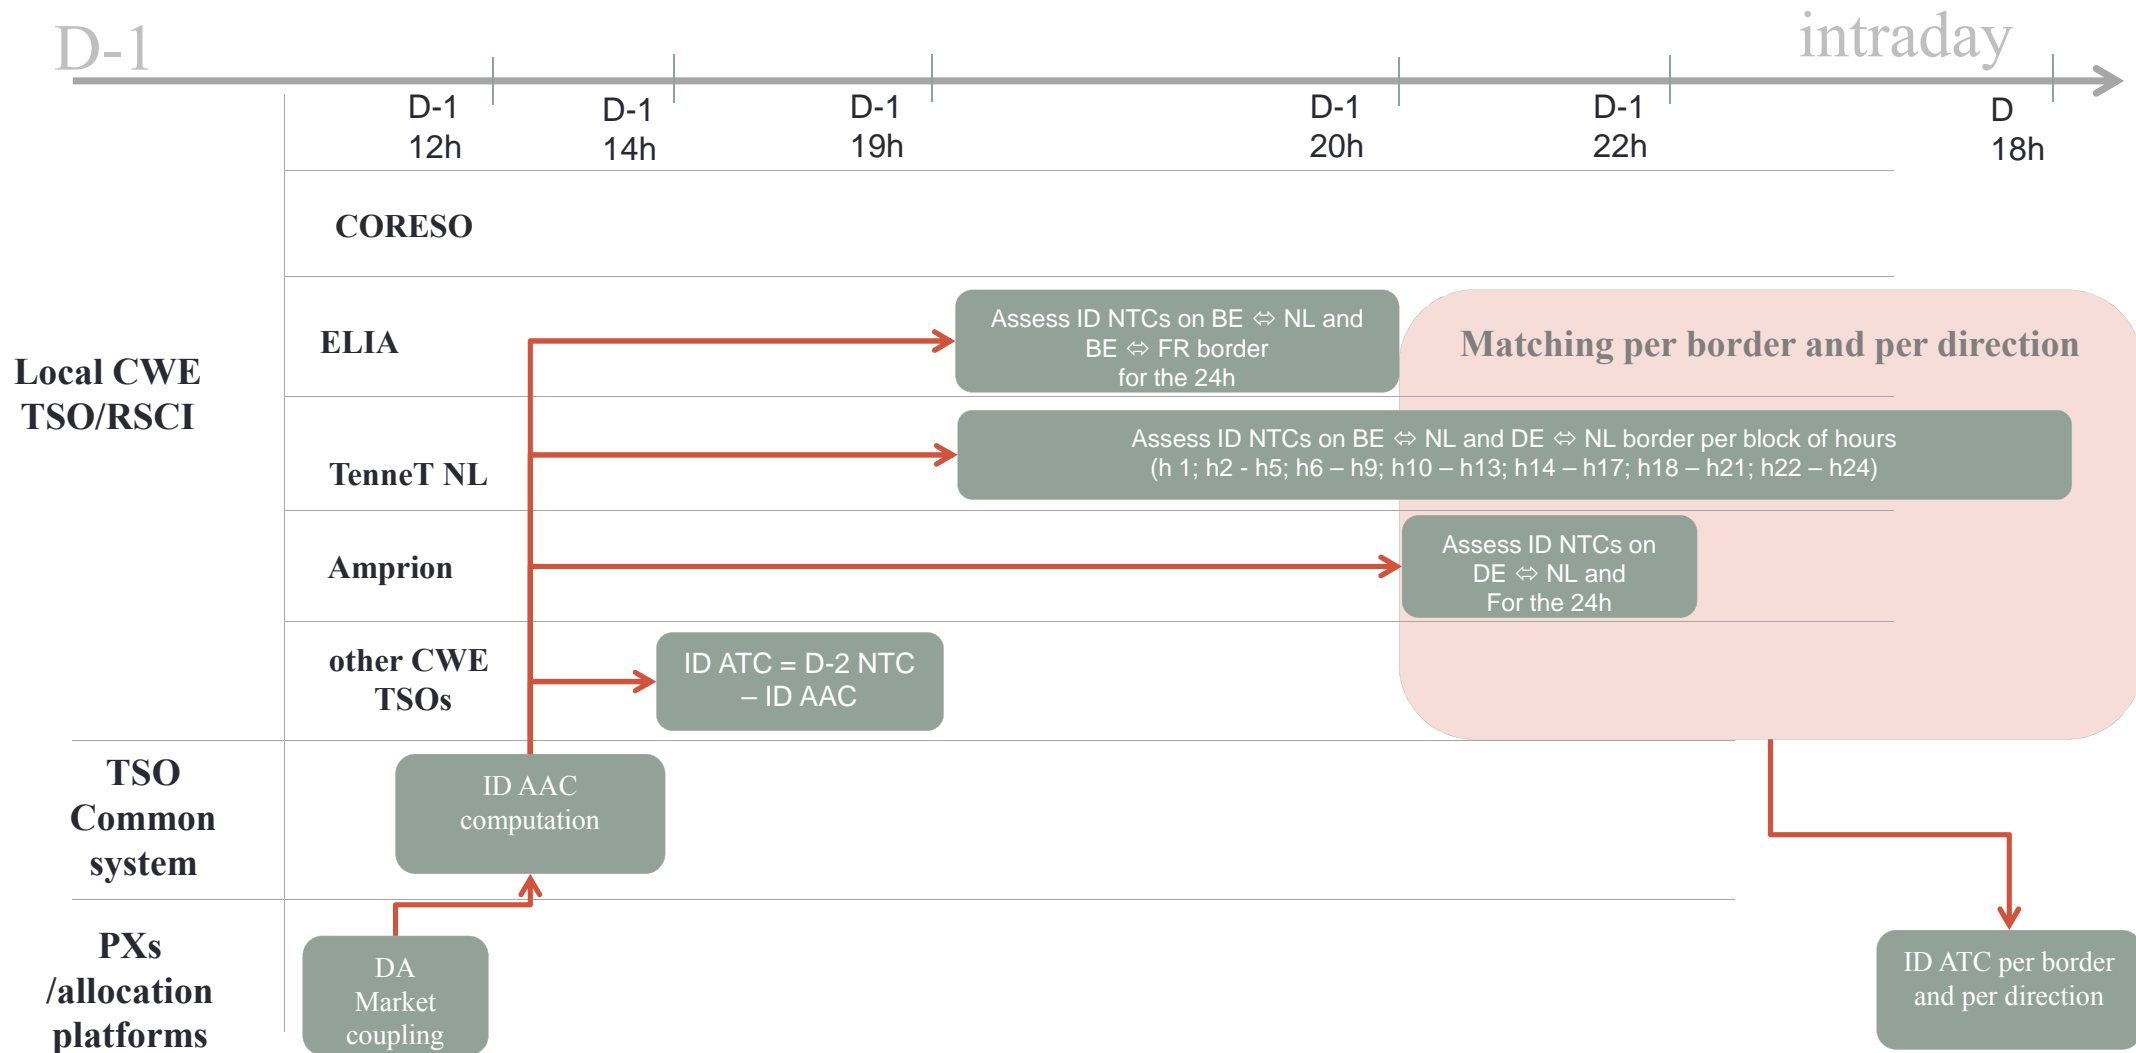 D-1
intraday
D-1
12h
D-1
14h
D-1
19h
D-1
20h
D-1
22h
D
18h
Local CWE
TSO/RSCI
CORESO
ELIA
Assess ID NTCs on BE ⇔ NL and
BE ⇔ FR border
for the 24h
Matching per border and per direction
TenneT NL
Assess ID NTCs on BE ⇔ NL and DE ⇔ NL border per block of hours
(h 1; h2 - h5; h6 – h9; h10 – h13; h14 – h17; h18 – h21; h22 – h24)
Amprion
Assess ID NTCs on
DE ⇔ NL and
For the 24h
other CWE
TSOs
ID ATC = D-2 NTC
– ID AAC
TSO
Common
system
ID AAC
computation
PXs
/allocation
platforms
DA
Market
coupling
ID ATC per border
and per direction